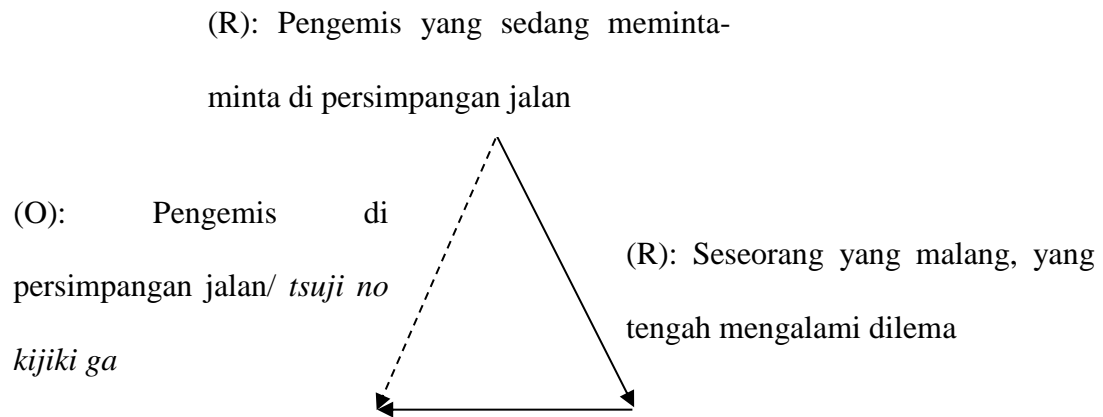 (R): Pengemis yang sedang meminta-
minta di persimpangan jalan
(O): Pengemis di
persimpangan jalan/ tsuji no
kijiki ga
(R): Seseorang yang malang, yang
tengah mengalami dilema